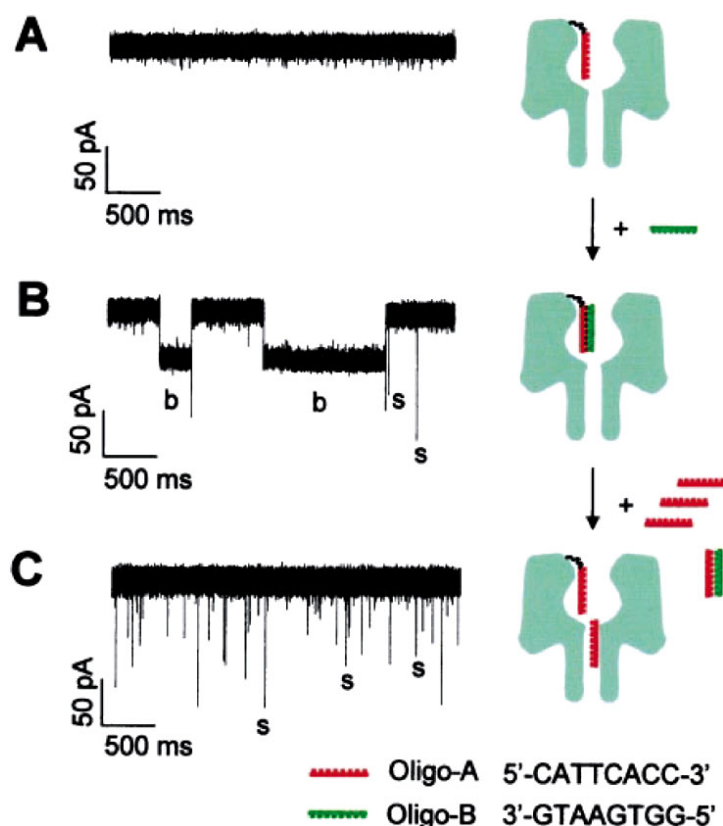 A
50 pA
500 ms
+
B
b
b
s
s
50 pA
500 ms
+
C
s
s
s
50 pA
500 ms
Oligo-A 5'-CATTCACC-3'
Oligo-B 3'-GTAAGTGG-5'